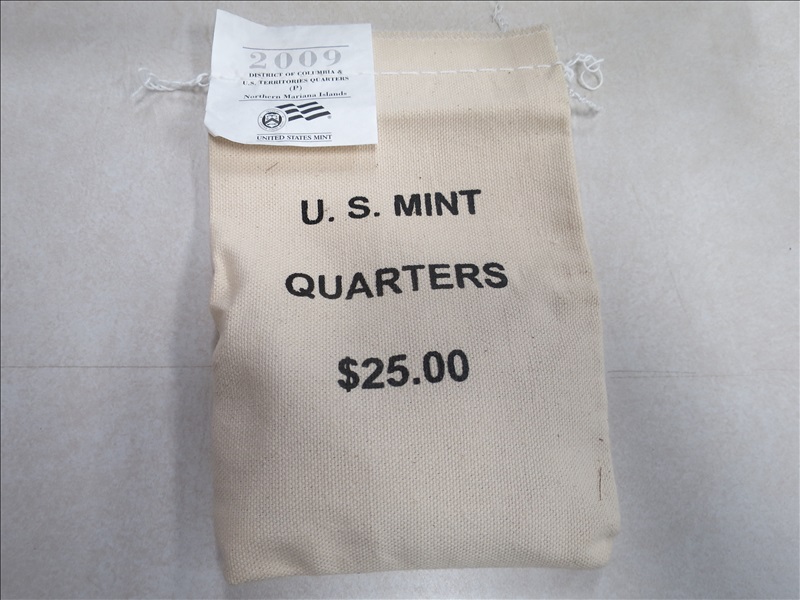 2009
DISTRICT OF COLUMBIA &
U.S. TERRITORIES QUARTERS
(P)
Northern Mariana Islands
UNITED STATES MINT
U. S. MINT
QUARTERS
$25.00